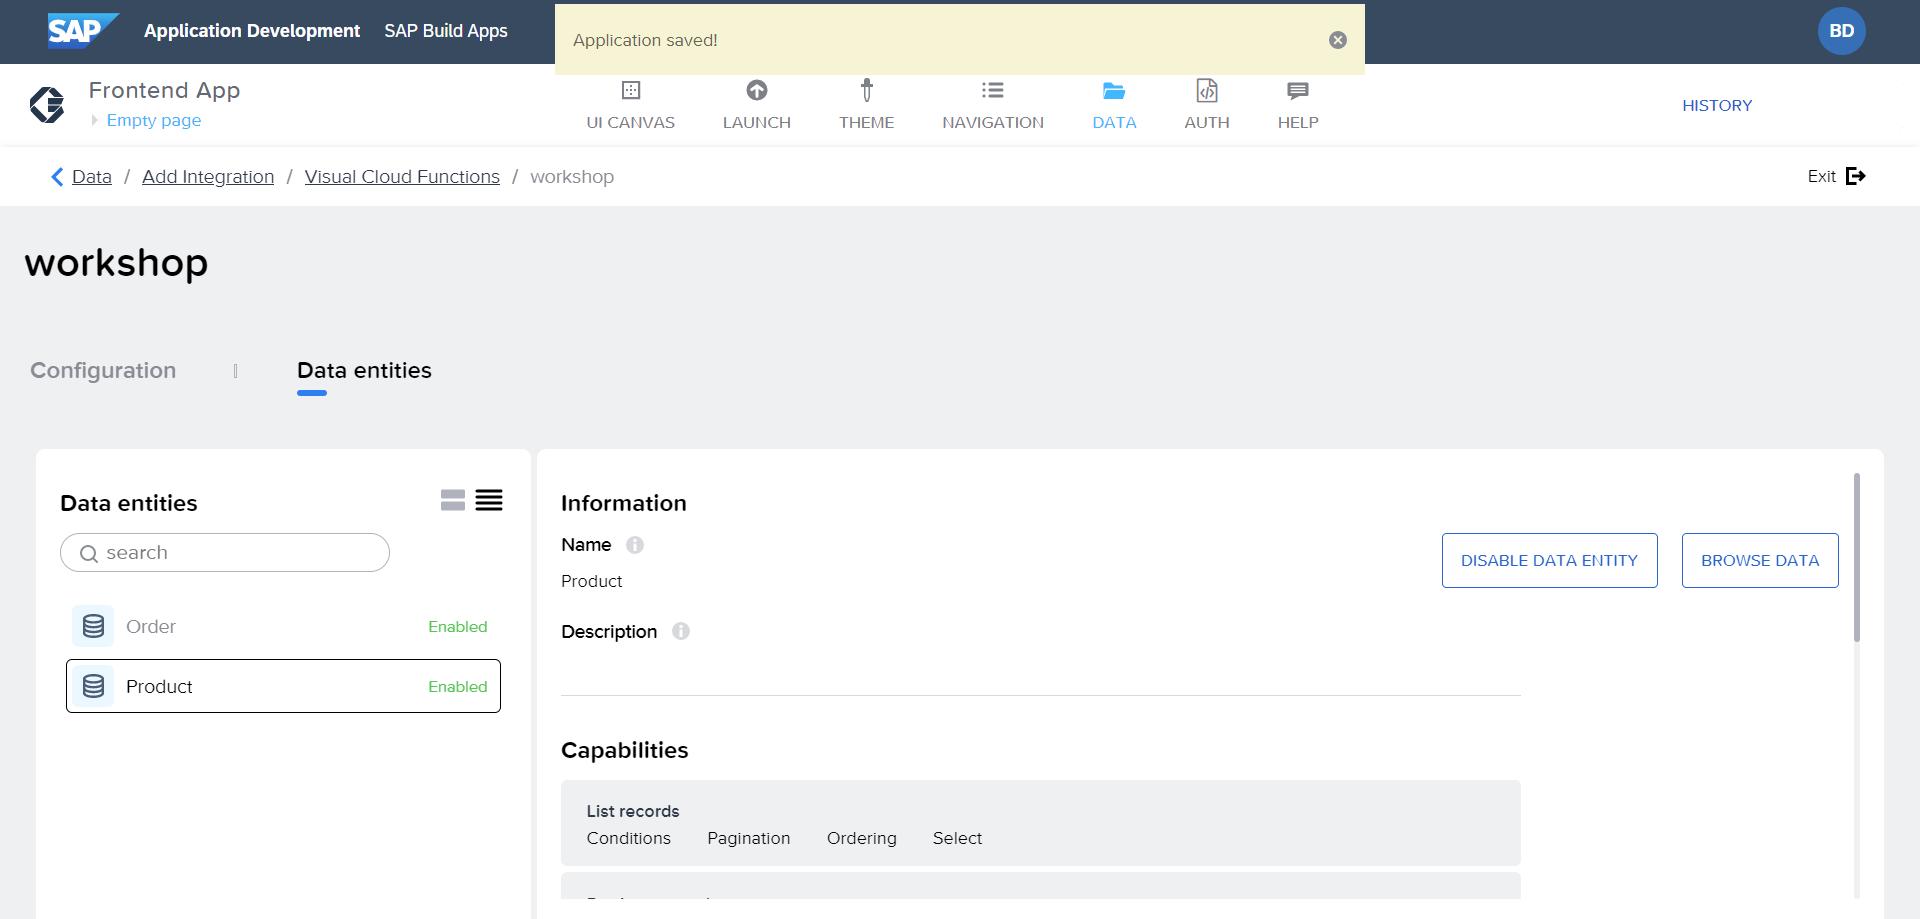 SAP Application Development SAP Build Apps
Application saved!
BD
Frontend App
Empty page
UI CANVAS LAUNCH THEME NAVIGATION DATA AUTH HELP
HISTORY
Data / Add Integration / Visual Cloud Functions / workshop
Exit
workshop
Configuration
Data entities
Data entities
search
Order Enabled
Product Enabled
Information
Name
Product
DISABLE DATA ENTITY
BROWSE DATA
Description
Capabilities
List records
Conditions Pagination Ordering Select